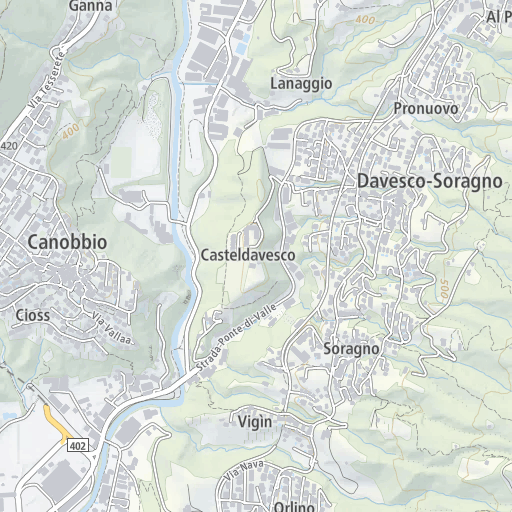 Ganna
Al P
400
Via Tesserete
Lanaggio
Pronuovo
400
420
Davesco-Soragno
Canobbio
Casteldavesco
500
Cioss
Via Vallaa
Strada Ponte di Valle
Soragno
Vigin
402
Via Nava
Orlino